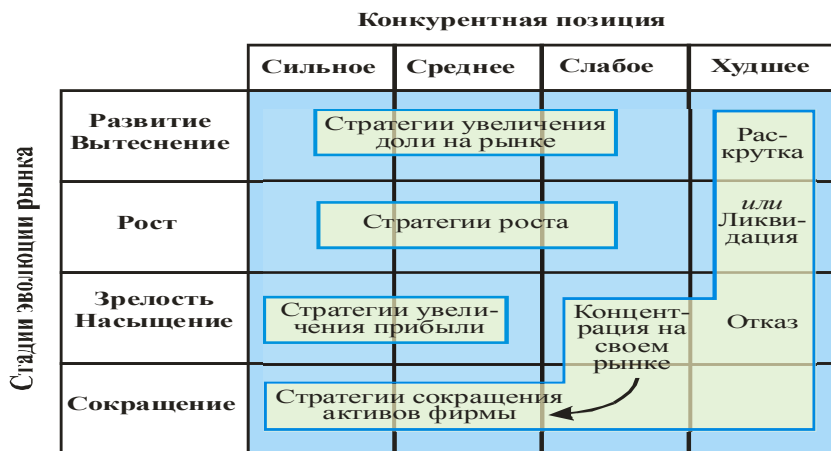 Конкурентная позиция
Сильное
Среднее
Слабое
Худшее
Стадии эволюции рынка
Развитие
Вытеснение
Стратегии увеличения
доли на рынке
Рас-
крутка
Рост
Стратегии роста
или
Ликви-
дация
Зрелость
Насыщение
Стратегии увели-
чения прибыли
Концент-
рация на
своем
рынке
Отказ
Сокращение
Стратегии сокращения
активов фирмы